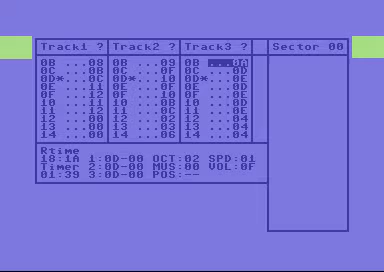 Track1 ? Track2 ? Track3 ? Sector 00
0B ...08 0B ...09 0B ...0A
0C ...0B 0C ...0F 0C ...0D
0D*...0C 0D*...10 0D*...0E
0E ...11 0E ...0F 0E ...0D
0F ...12 0F ...10 0F ...0E
10 ...11 10 ...0B 10 ...0D
11 ...12 11 ...0C 11 ...0E
12 ...00 12 ...02 12 ...04
13 ...00 13 ...03 13 ...04
14 ...00 14 ...06 14 ...04
Rtime
18:1A 1:0D-00 OCT:02 SPD:01
Timer 2:0D-00 MUS:00 VOL:0F
01:39 3:0D-00 POS:--